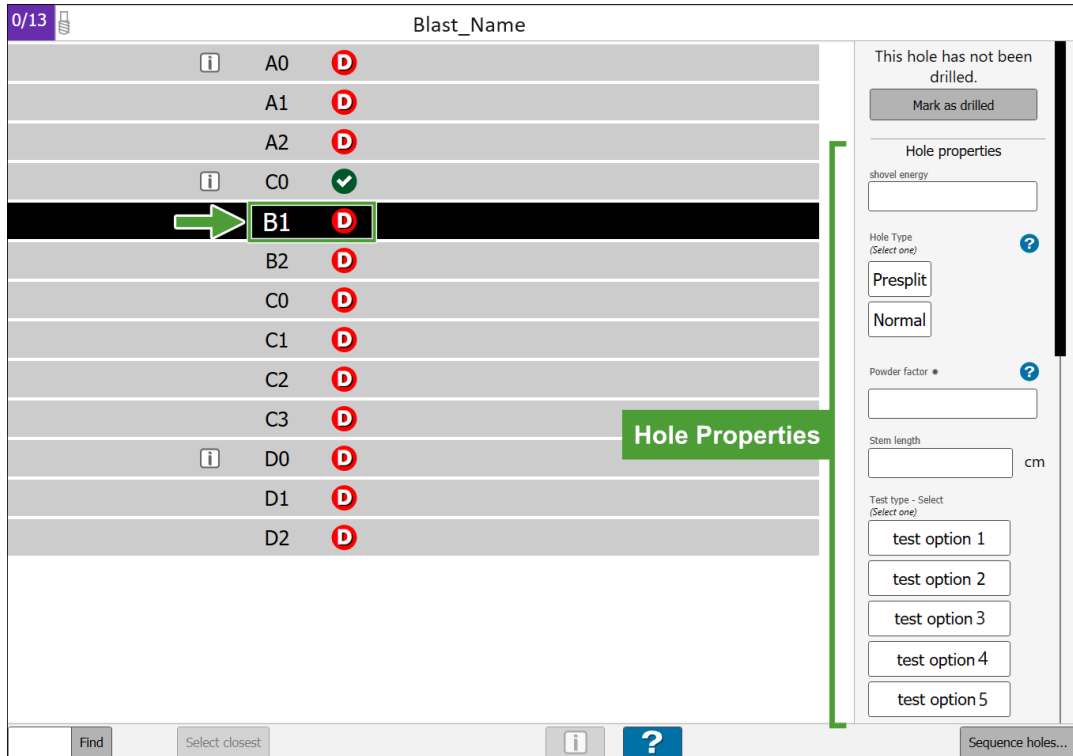 0/13
Blast_Name
i A0 D
A1 D
A2 D
i C0
B1 D
B2 D
C0 D
C1 D
C2 D
C3 D
i D0 D
D1 D
D2 D
Hole Properties
This hole has not been
drilled.
Mark as drilled
Hole properties
shovel energy
Hole Type
(Select one)
?
Presplit
Normal
Powder factor *
?
Stem length
cm
Test type - Select
(Select one)
test option 1
test option 2
test option 3
test option 4
test option 5
Find
Select closest
i
?
Sequence holes...